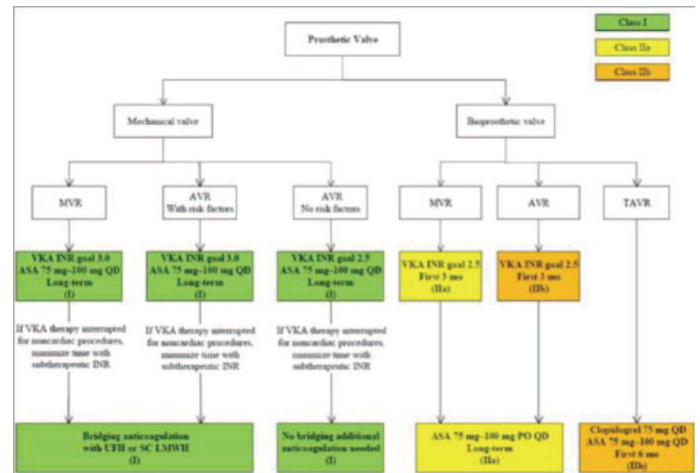 Class I
Class IIa
Class IIb
Prosthetic Valve
Mechanical valve
Bioprosthetic valve
MVR
AVR
With risk factors
AVR
No risk factors
MVR
AVR
TAVR
VKA INR goal 3.0
ASA 75 mg–100 mg QD
Long-term
(I)
VKA INR goal 3.0
ASA 75 mg–100 mg QD
Long-term
(I)
VKA INR goal 2.5
ASA 75 mg–100 mg QD
Long-term
(I)
VKA INR goal 2.5
First 3 mo
(IIa)
VKA INR goal 2.5
First 3 mo
(IIb)
If VKA therapy interrupted
for noncardiac procedures,
minimize time with
subtherapeutic INR
If VKA therapy interrupted
for noncardiac procedures,
minimize time with
subtherapeutic INR
If VKA therapy interrupted
for noncardiac procedures,
minimize time with
subtherapeutic INR
Bridging anticoagulation
with UFH or SC LMWH
(I)
No bridging additional
anticoagulation needed
(I)
ASA 75 mg–100 mg PO QD
Long-term
(IIa)
Clopidogrel 75 mg QD
ASA 75 mg–100 mg QD
First 6 mo
(IIb)